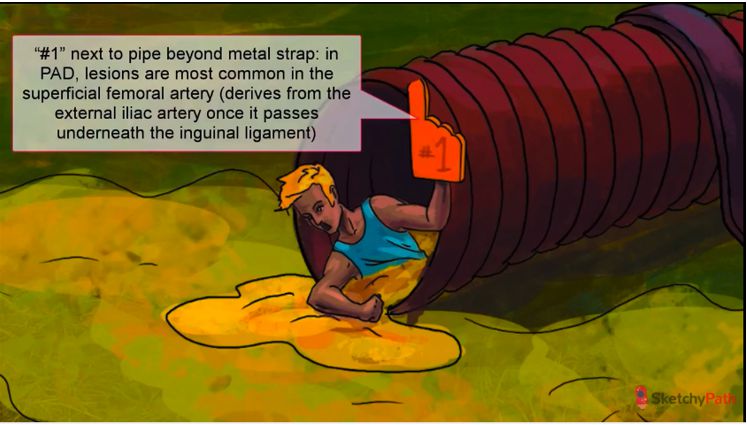 “#1” next to pipe beyond metal strap: in
PAD, lesions are most common in the
superficial femoral artery (derives from the
external iliac artery once it passes
underneath the inguinal ligament)
#1
SketchyPath